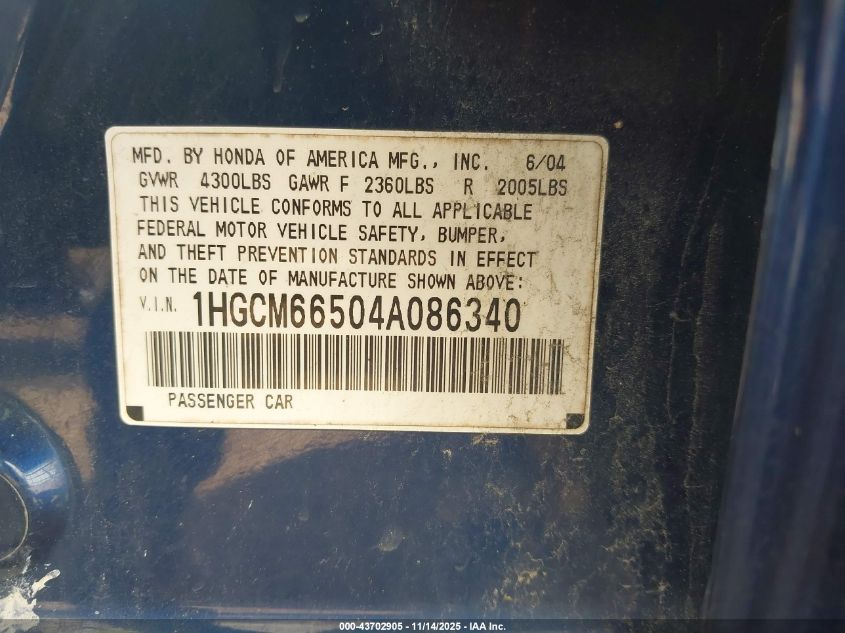 MFD. BY HONDA OF AMERICA MFG., INC. 6/04
GVWR 4300LBS GAWR F 2360LBS R 2005LBS
THIS VEHICLE CONFORMS TO ALL APPLICABLE
FEDERAL MOTOR VEHICLE SAFETY, BUMPER,
AND THEFT PREVENTION STANDARDS IN EFFECT
ON THE DATE OF MANUFACTURE SHOWN ABOVE:
V.I.N. 1HGCM66504A086340
PASSENGER CAR
000-43702905 - 11/14/2025 - IAA Inc.